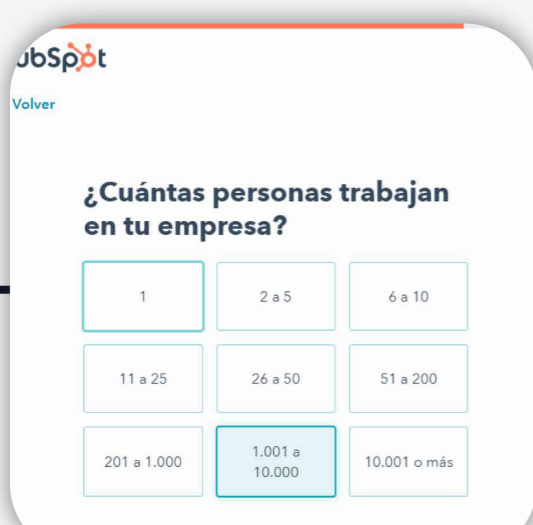 ubSpot
Volver
¿Cuántas personas trabajan
en tu empresa?
1
2 a 5
6 a 10
11 a 25
26 a 50
51 a 200
201 a 1.000
1.001 a
10.000
10.001 o más